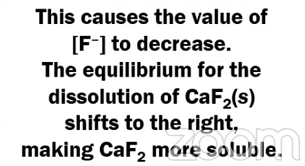 This causes the value of
[F⁻] to decrease.
The equilibrium for the
dissolution of CaF₂(s)
shifts to the right,
making CaF₂ more soluble.
zoom